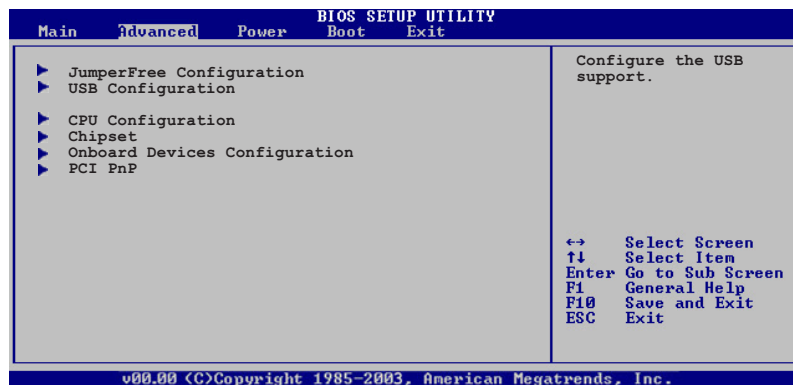 BIOS SETUP UTILITY
Main Advanced Power Boot Exit
JumperFree Configuration
USB Configuration
CPU Configuration
Chipset
Onboard Devices Configuration
PCI PnP
Configure the USB
support.
←→ Select Screen
↑↓ Select Item
Enter Go to Sub Screen
F1 General Help
F10 Save and Exit
ESC Exit
v00.00 (C)Copyright 1985-2003, American Megatrends, Inc.